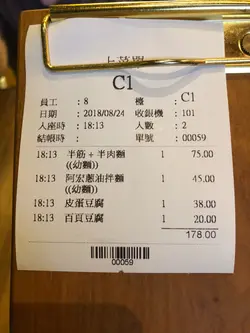 C1
員工：8 檯：C1
日期：2018/08/24 收銀機：101
入座時：18:13 人數：2
結帳時： 單號：00059
18:13 半筋+半肉麵 1 75.00
((幼麵))
18:13 阿宏蔥油拌麵 1 45.00
((幼麵))
18:13 皮蛋豆腐 1 38.00
18:13 百頁豆腐 1 20.00
178.00
00059